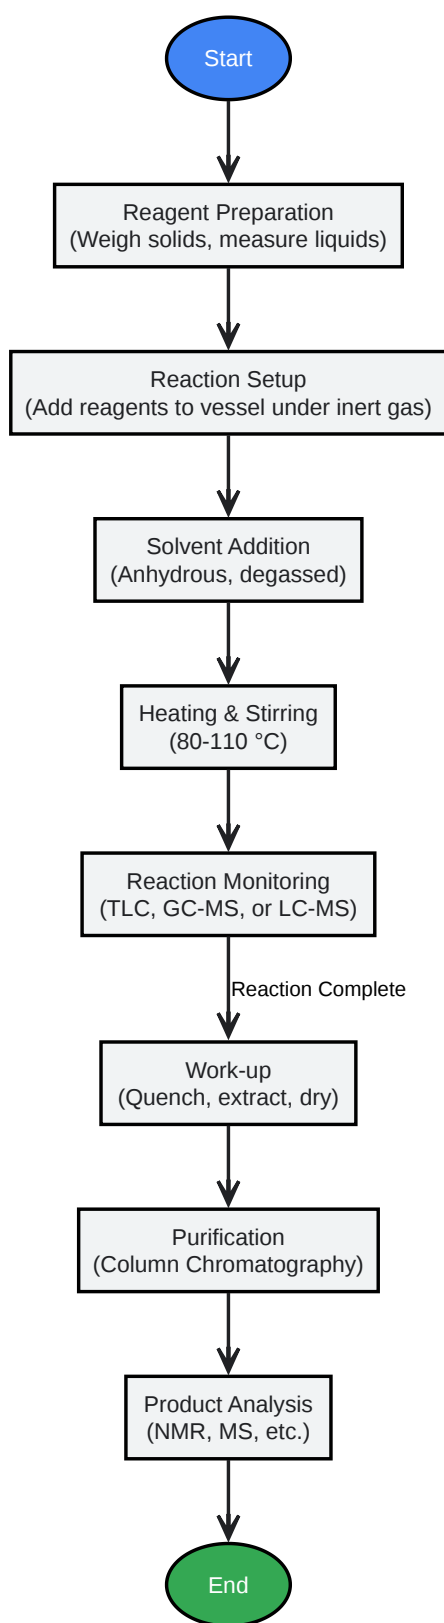 Start
Reagent Preparation
(Weigh solids, measure liquids)
Reaction Setup
(Add reagents to vessel under inert gas)
Solvent Addition
(Anhydrous, degassed)
Heating & Stirring
(80-110 °C)
Reaction Monitoring
(TLC, GC-MS, or LC-MS)
Reaction Complete
Work-up
(Quench, extract, dry)
Purification
(Column Chromatography)
Product Analysis
(NMR, MS, etc.)
End